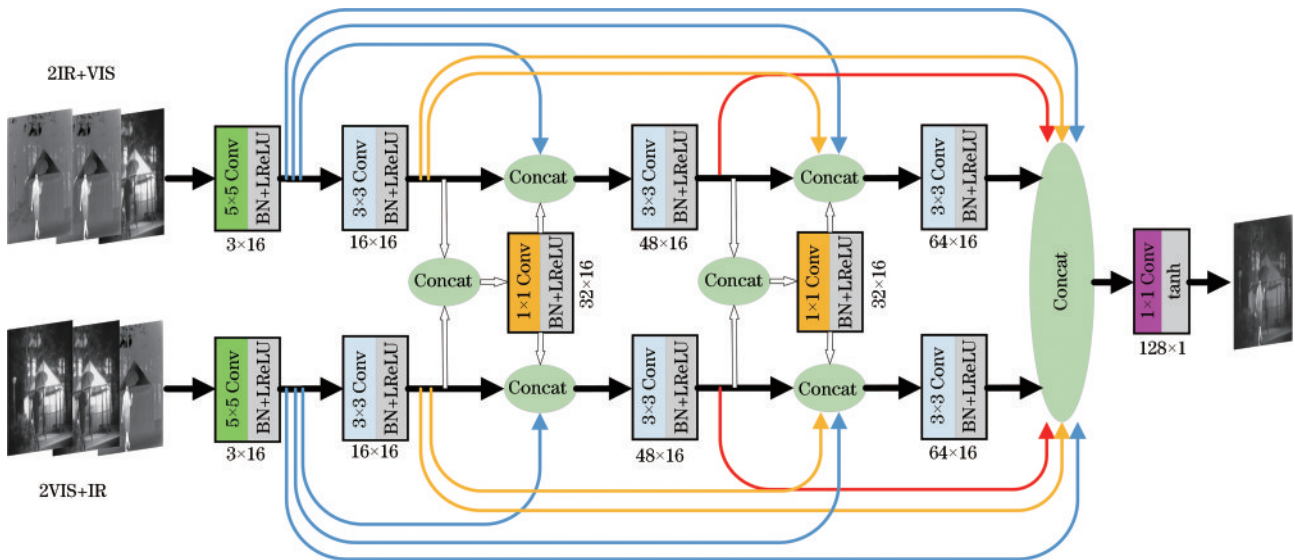 2IR+VIS
5×5 Conv
BN+LReLU
3×16
3×3 Conv
BN+LReLU
16×16
Concat
3×3 Conv
BN+LReLU
48×16
Concat
3×3 Conv
BN+LReLU
64×16
Concat
1×1 Conv
BN+LReLU
32×16
Concat
1×1 Conv
BN+LReLU
32×16
Concat
1×1 Conv
tanh
128×1
5×5 Conv
BN+LReLU
3×16
3×3 Conv
BN+LReLU
16×16
Concat
3×3 Conv
BN+LReLU
48×16
Concat
3×3 Conv
BN+LReLU
64×16
2VIS+IR